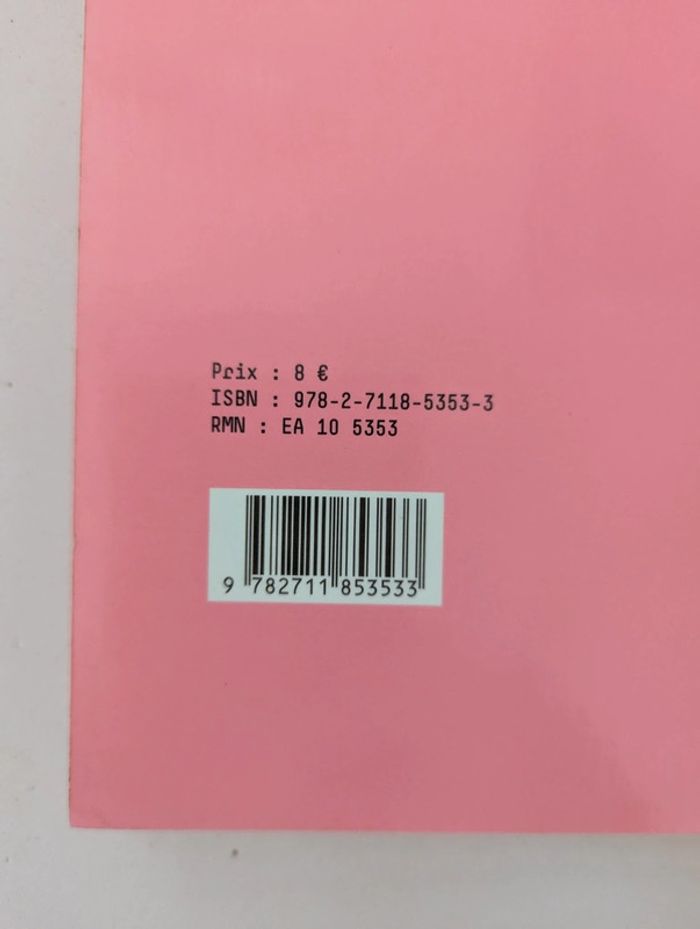 Prix : 8 €
ISBN : 978-2-7118-5353-3
RMN : EA 10 5353
9 782711 853533